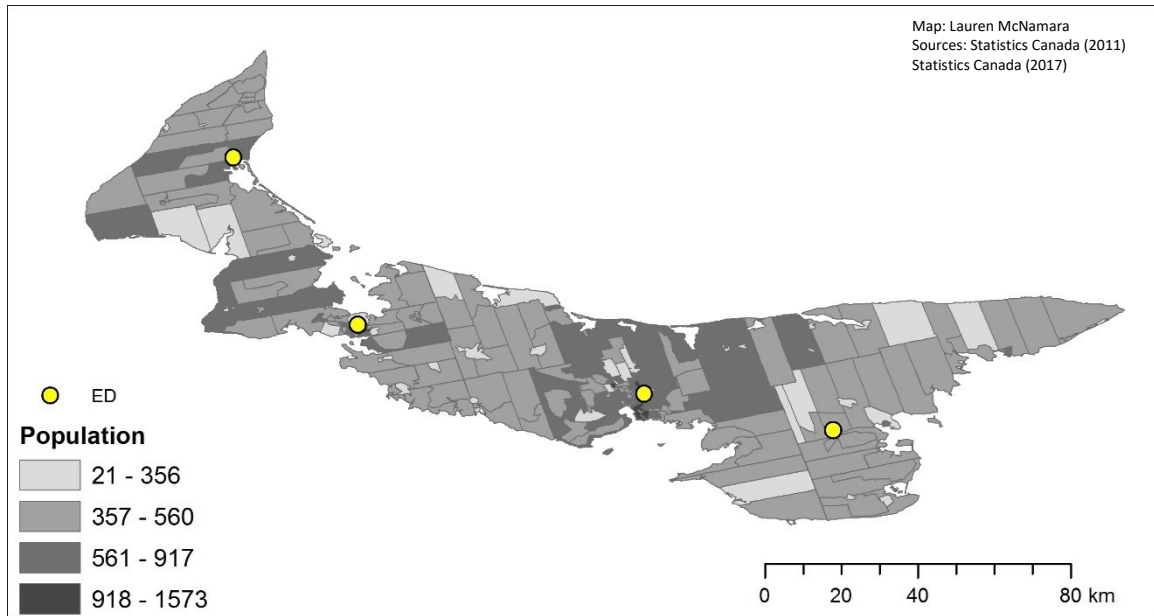 Map: Lauren McNamara
Sources: Statistics Canada (2011)
Statistics Canada (2017)
ED
Population
21 - 356
357 - 560
561 - 917
918 - 1573
0 20 40 80 km